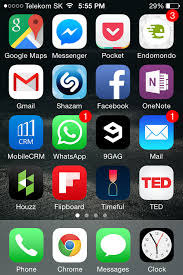 Telekom SK 5:55 PM 29%
3
Google Maps Messenger Pocket Endomondo
Gmail Shazam Facebook OneNote
1 1
CRM
MobileCRM WhatsApp 9GAG Mail
TED
Houzz Flipboard Timeful TED
Phone Chrome Messages Clock